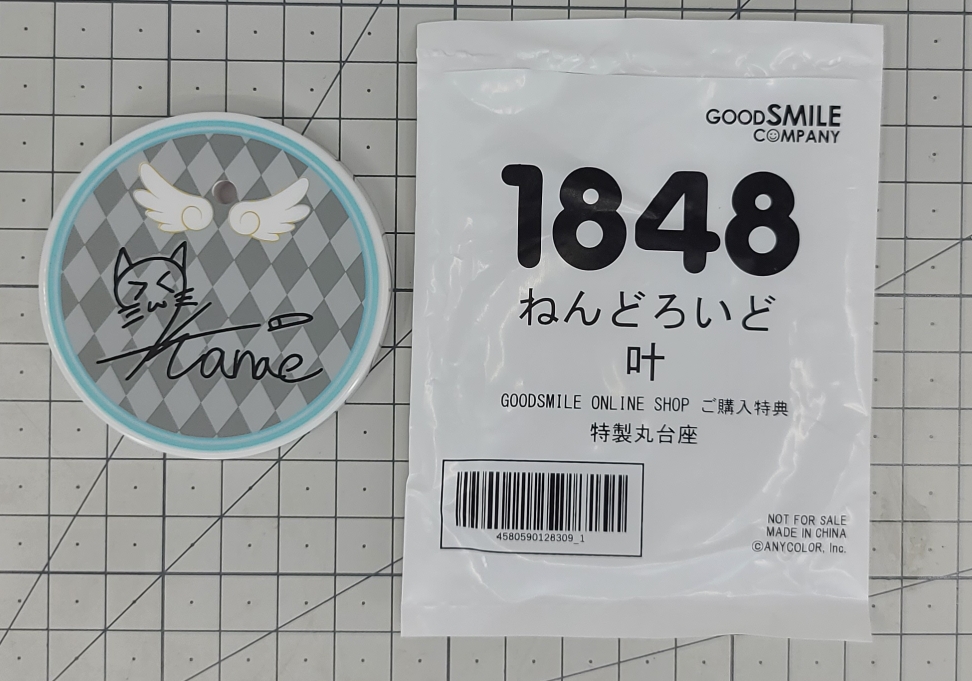 Kanae
GOODSMILE
COMPANY
1848
ねんどろいど
叶
GOODSMILE ONLINE SHOP ご購入特典
特製丸台座
4580590128309_1
NOT FOR SALE
MADE IN CHINA
©ANYCOLOR, Inc.